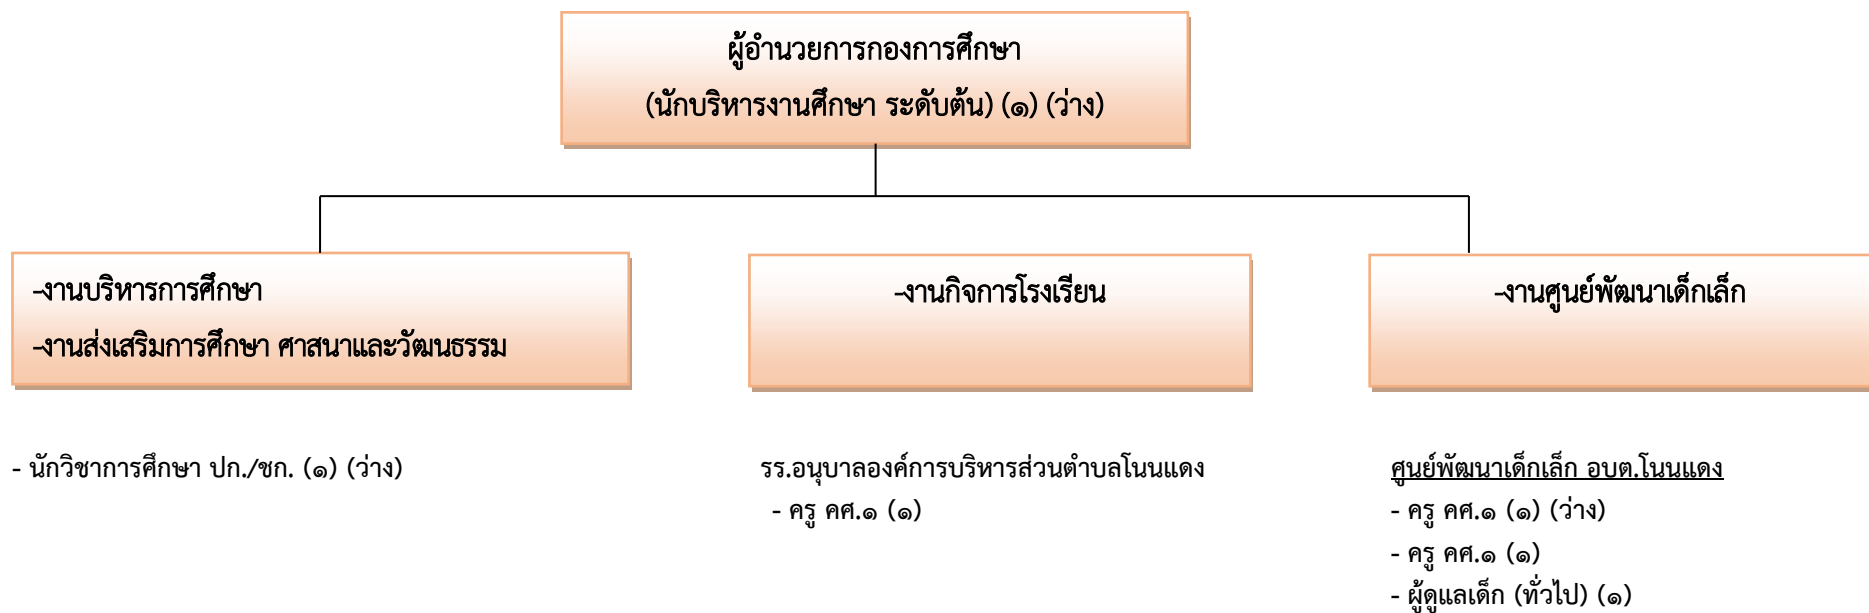 ผู้อำนวยการกองการศึกษา
(นักบริหารงานศึกษา ระดับต้น) (๑) (ว่าง)
-งานบริหารการศึกษา
-งานส่งเสริมการศึกษา ศาสนาและวัฒนธรรม
-งานกิจการโรงเรียน
-งานศูนย์พัฒนาเด็กเล็ก
- นักวิชาการศึกษา ปก./ชก. (๑) (ว่าง)
รร.อนุบาลองค์การบริหารส่วนตำบลโนนแดง
- ครู คศ.๑ (๑)
ศูนย์พัฒนาเด็กเล็ก อบต.โนนแดง
- ครู คศ.๑ (๑) (ว่าง)
- ครู คศ.๑ (๑)
- ผู้ดูแลเด็ก (ทั่วไป) (๑)